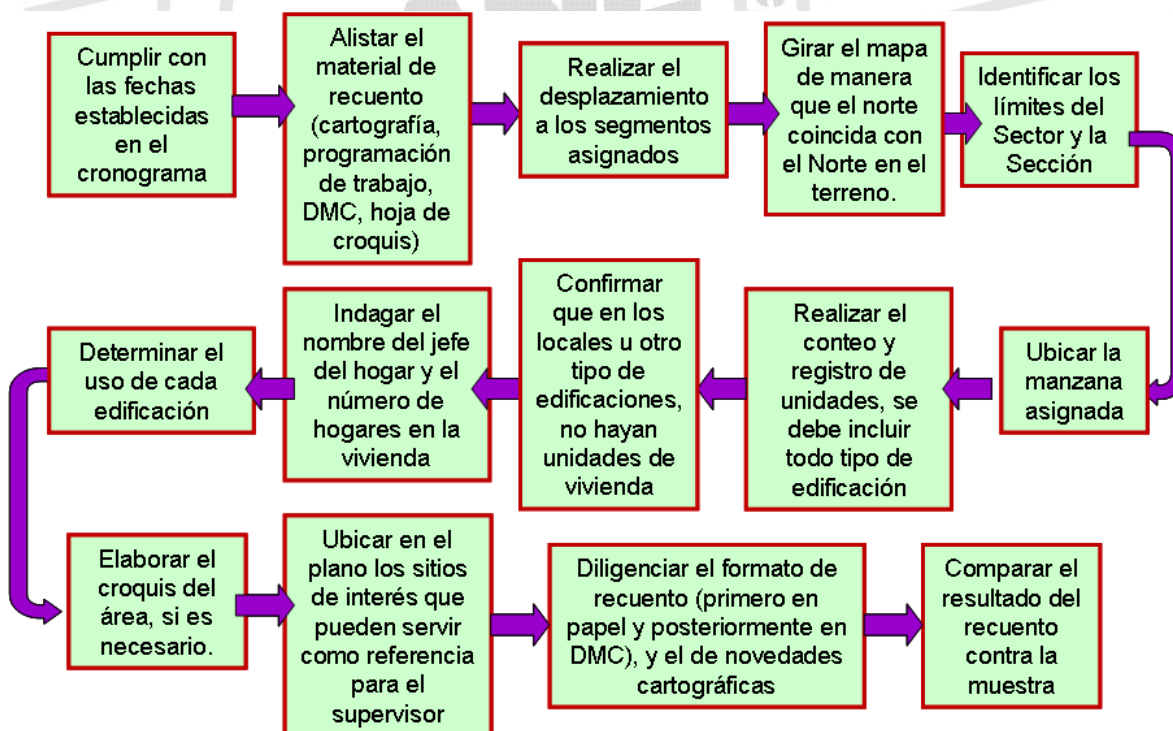 Cumplir con
las fechas
establecidas
en el
cronograma
Alistar el
material de
recuento
(cartografía,
programación
de trabajo,
DMC, hoja de
croquis)
Realizar el
desplazamiento
a los segmentos
asignados
Girar el mapa
de manera
que el norte
coincida con
el Norte en el
terreno.
Identificar los
límites del
Sector y la
Sección
Ubicar la
manzana
asignada
Realizar el
conteo y
registro de
unidades, se
debe incluir
todo tipo de
edificación
Confirmar
que en los
locales u otro
tipo de
edificaciones,
no hayan
unidades de
vivienda
Indagar el
nombre del jefe
del hogar y el
número de
hogares en la
vivienda
Determinar el
uso de cada
edificación
Elaborar el
croquis del
área, si es
necesario.
Ubicar en el
plano los sitios
de interés que
pueden servir
como referencia
para el
supervisor
Diligenciar el formato de
recuento (primero en
papel y posteriormente en
DMC), y el de novedades
cartográficas
Comparar el
resultado del
recuento
contra la
muestra